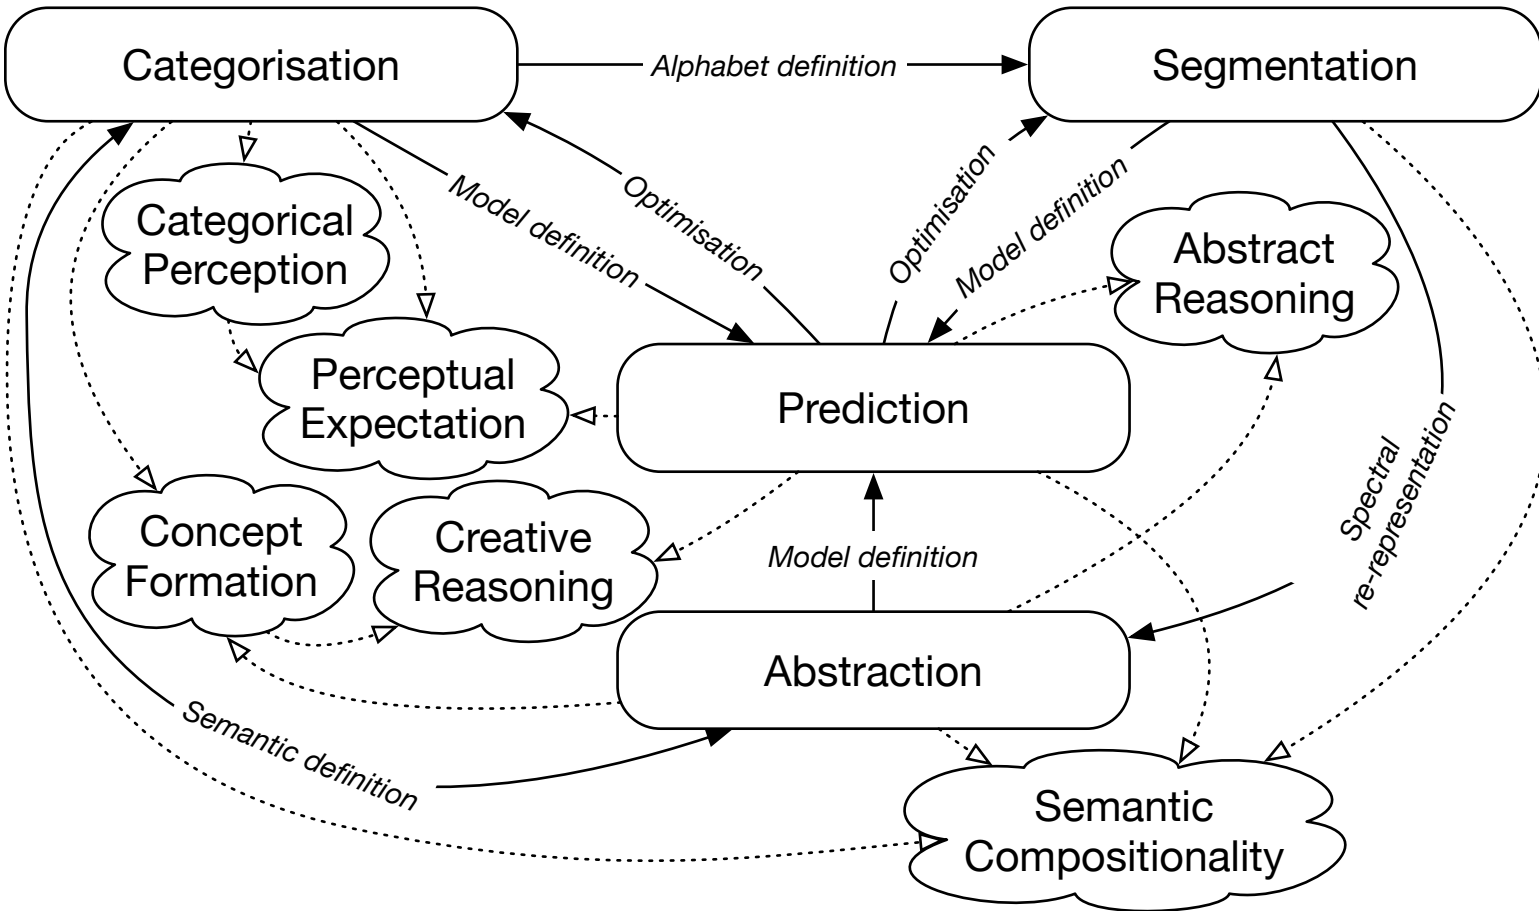 Categorisation
Alphabet definition
Segmentation
Categorical
Perception
Model definition
Optimisation
Optimisation
Model definition
Abstract
Reasoning
Perceptual
Expectation
Prediction
Spectral
re-representation
Concept
Formation
Creative
Reasoning
Model definition
Abstraction
Semantic definition
Semantic
Compositionality